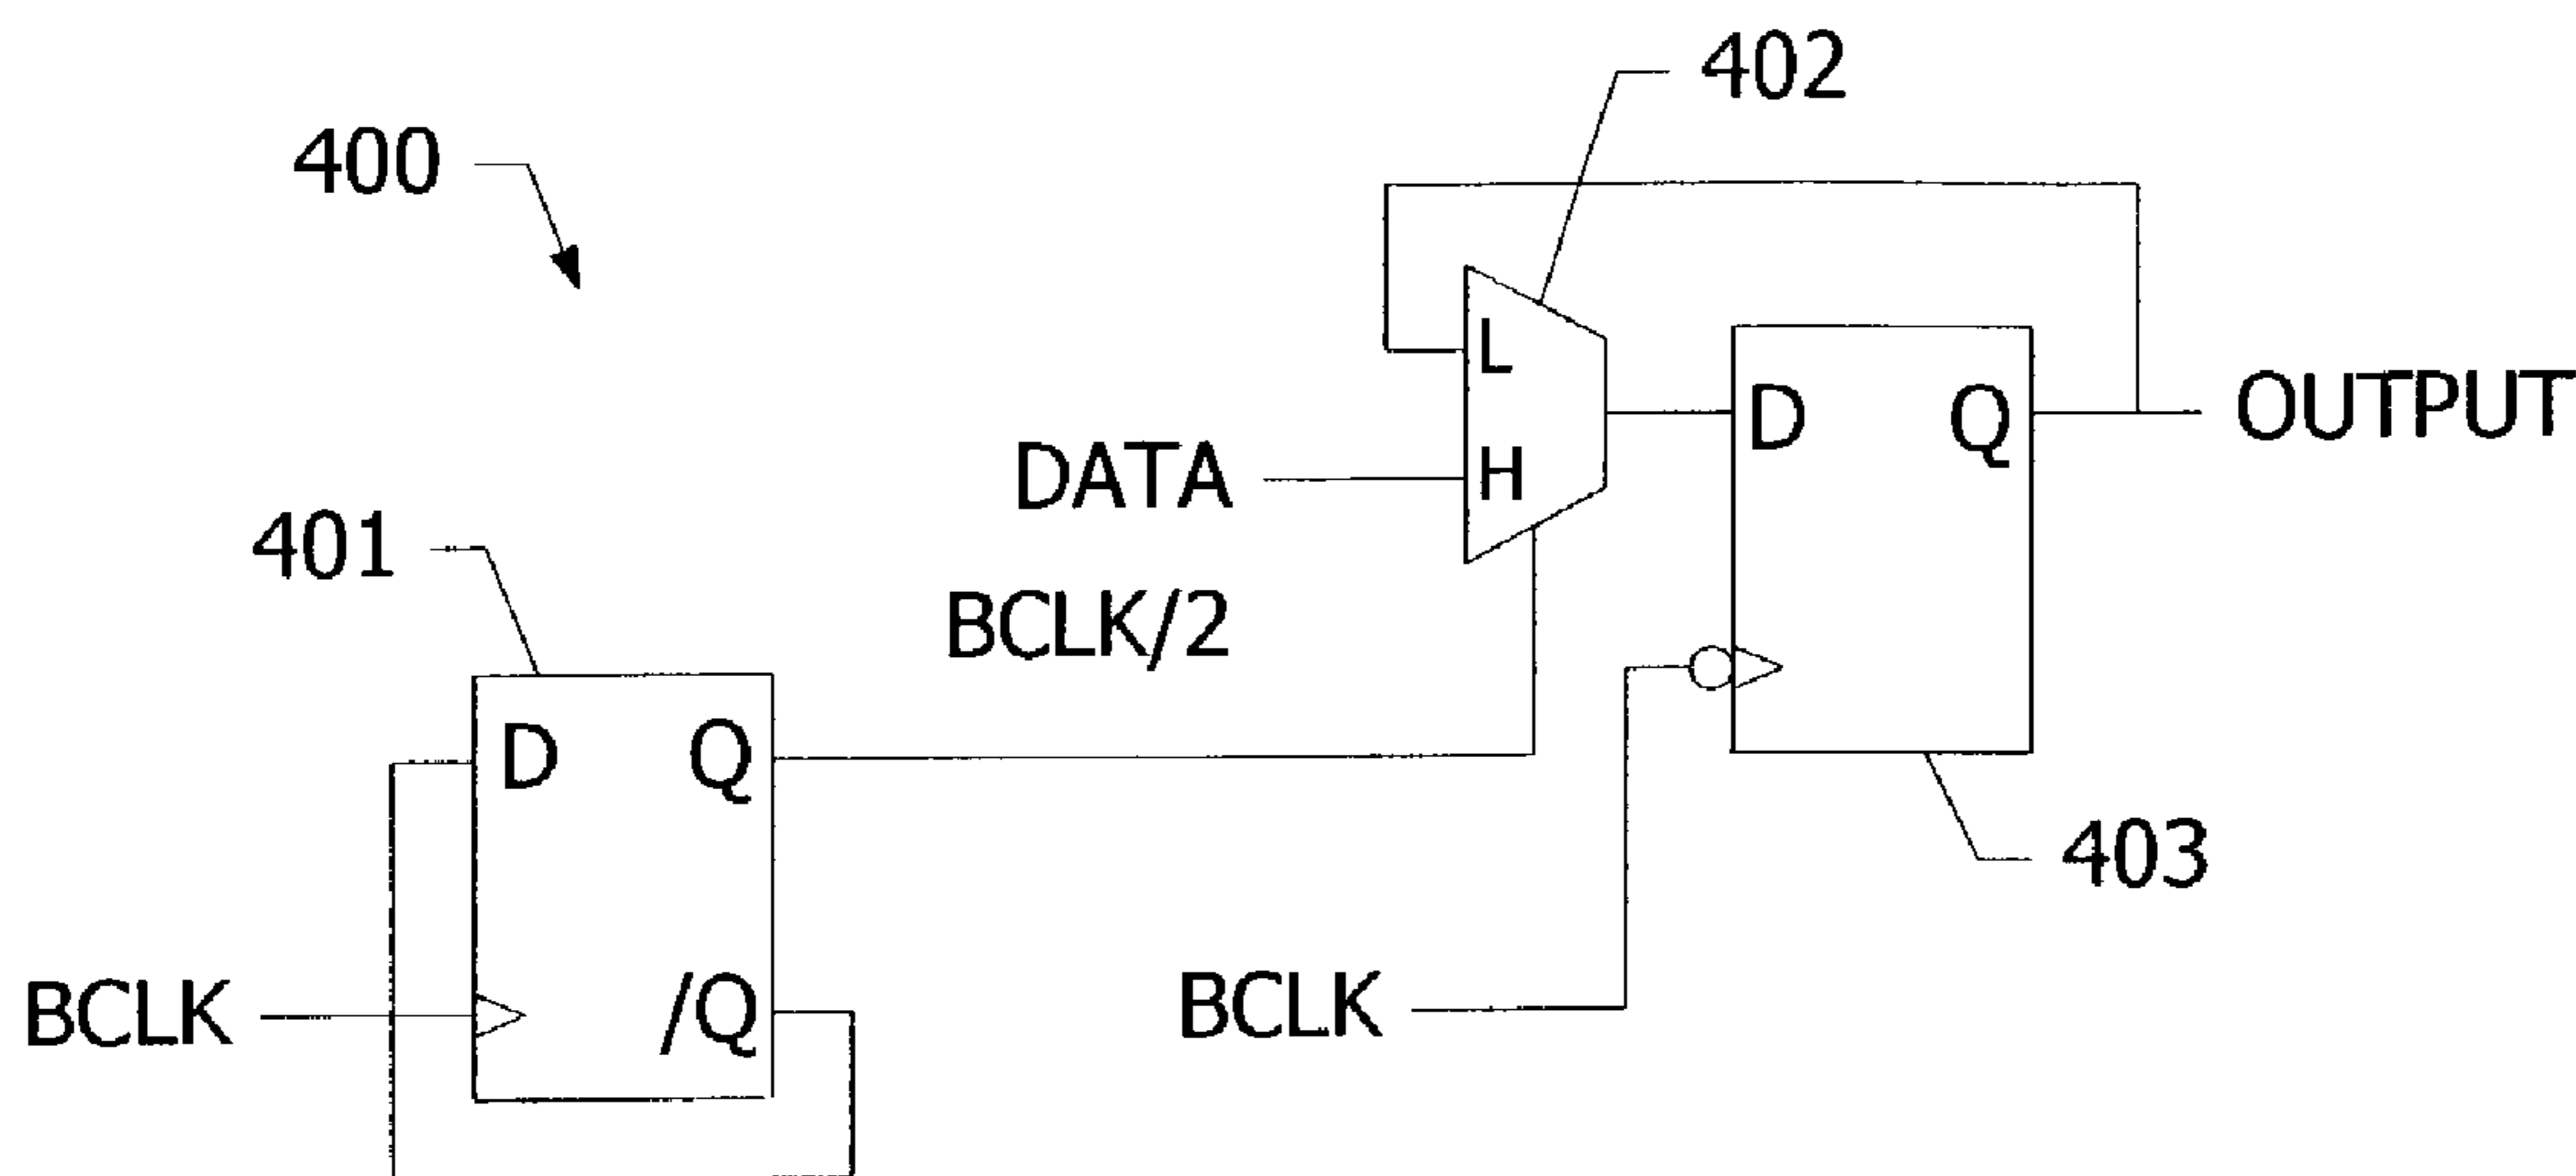 402
400
L
D Q OUTPUT
DATA H
401
BCLK/2
D Q
403
BCLK /Q BCLK